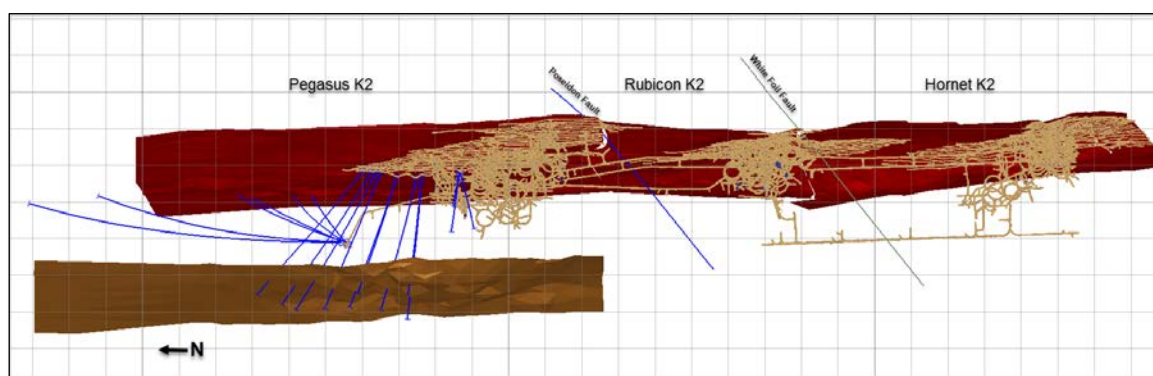 Pegasus K2
Poseidon Fault
Rubicon K2
White Foil Fault
Hornet K2
N